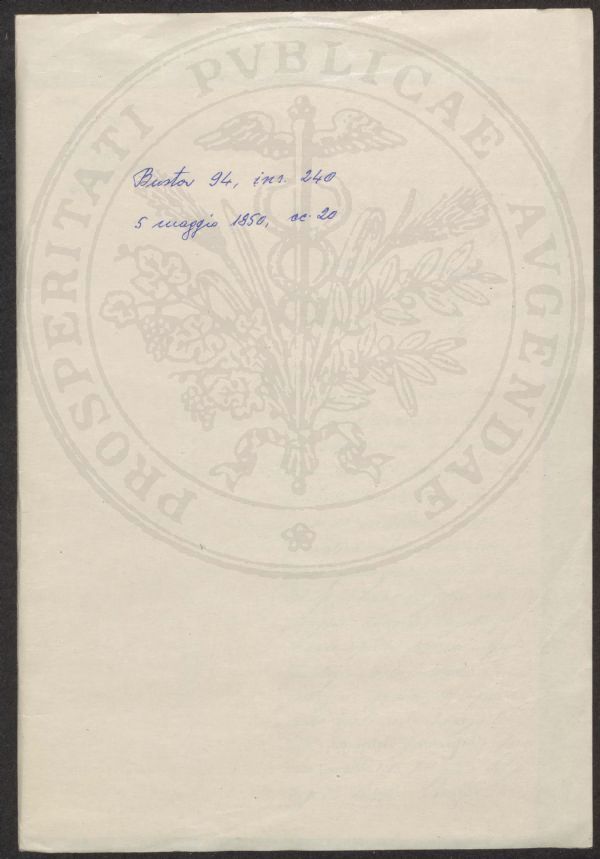 PROSPERITATI PVBLICAE AVGENDAE
Busta 94, ins. 240
5 maggio 1850, cc. 20